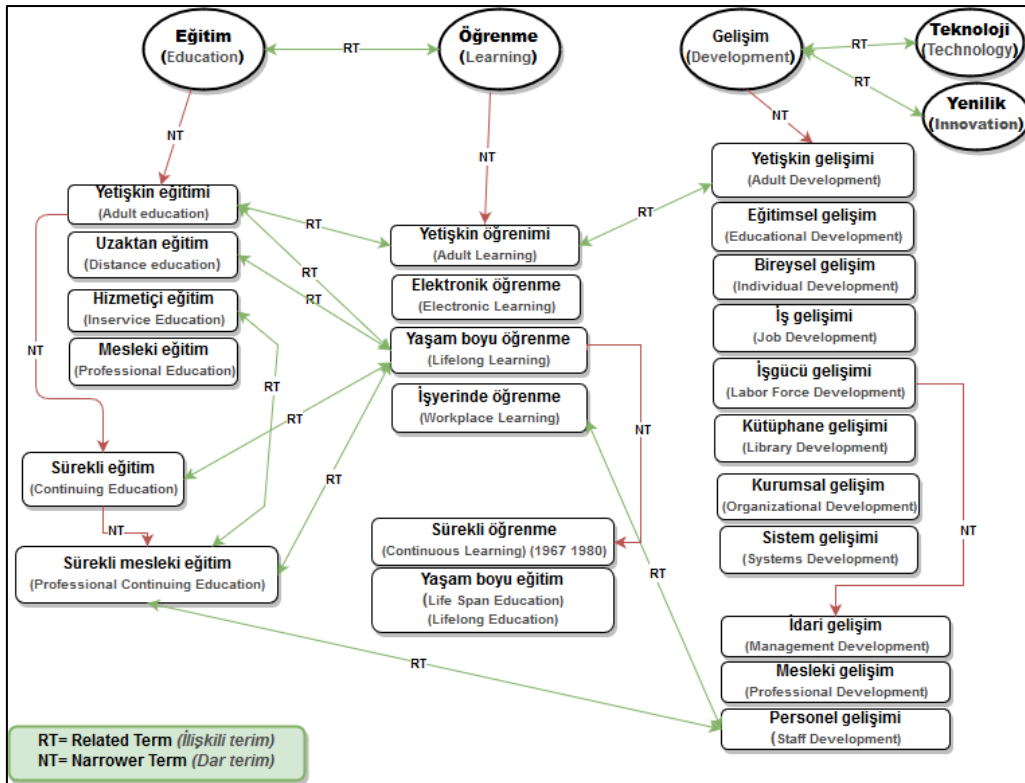 Eğitim
(Education)
RT
Öğrenme
(Learning)
Gelişim
(Development)
RT
Teknoloji
(Technology)
RT
Yenilik
(Innovation)
NT
NT
NT
Yetişkin eğitimi
(Adult education)
Uzaktan eğitim
(Distance education)
Hizmetiçi eğitim
(Inservice Education)
Mesleki eğitim
(Professional Education)
NT
Sürekli eğitim
(Continuing Education)
NT
Sürekli mesleki eğitim
(Professional Continuing Education)
RT
RT
RT
RT
RT
RT
Yetişkin öğrenimi
(Adult Learning)
Elektronik öğrenme
(Electronic Learning)
Yaşam boyu öğrenme
(Lifelong Learning)
İşyerinde öğrenme
(Workplace Learning)
NT
Sürekli öğrenme
(Continuous Learning) (1967 1980)
Yaşam boyu eğitim
(Life Span Education)
(Lifelong Education)
RT
RT
RT
Yetişkin gelişimi
(Adult Development)
Eğitimsel gelişim
(Educational Development)
Bireysel gelişim
(Individual Development)
İş gelişimi
(Job Development)
İşgücü gelişimi
(Labor Force Development)
Kütüphane gelişimi
(Library Development)
Kurumsal gelişim
(Organizational Development)
Sistem gelişimi
(Systems Development)
NT
İdari gelişim
(Management Development)
Mesleki gelişim
(Professional Development)
Personel gelişimi
(Staff Development)
RT= Related Term (İlişkili terim)
NT= Narrower Term (Dar terim)